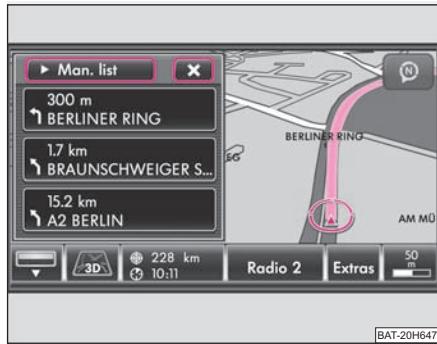 Man. list
300 m
BERLINER RING
1.7 km
BRAUNSCHWEIGER S...
15.2 km
A2 BERLIN
N
BERLINER RING
EG
AM MÜ
3D
228 km
10:11
Radio 2
Extras
50
m
BAT-20H647